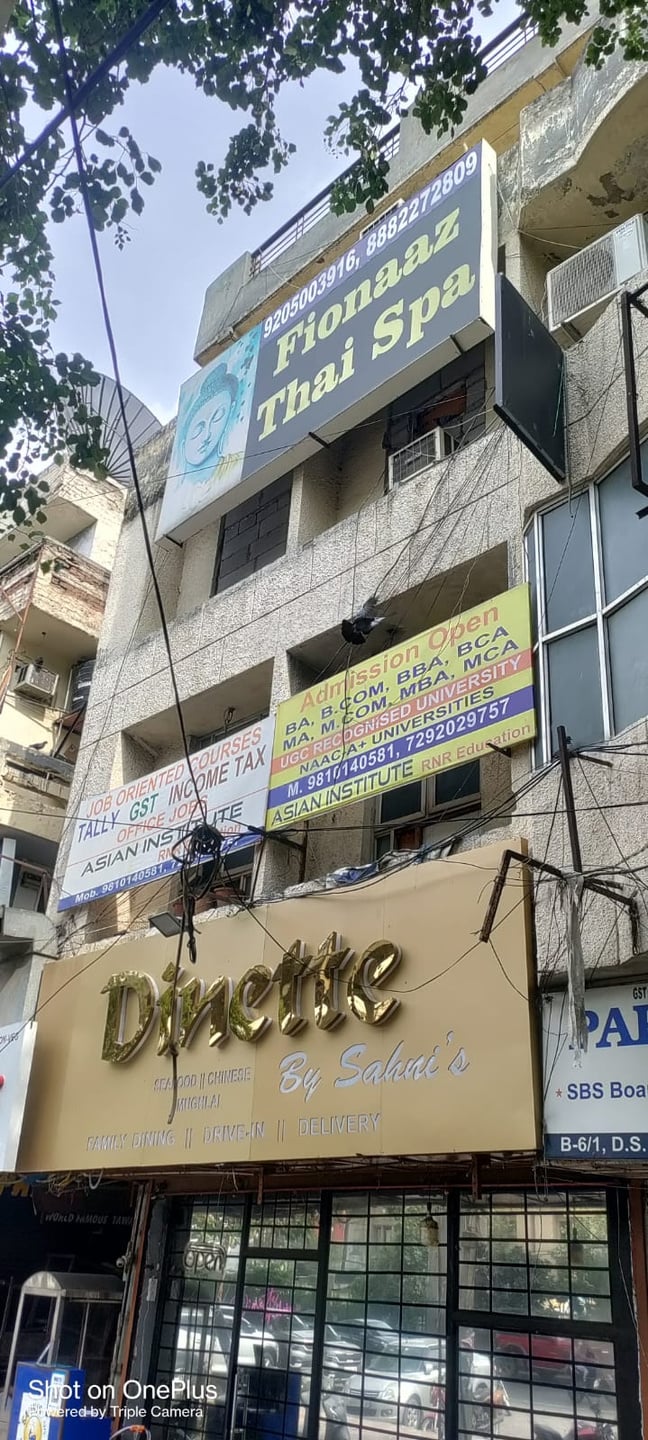 9205003916, 8882272809
Fionaaz
Thai Spa
Admission Open
BA, B.COM, BBA, BCA
MA, M.COM, MBA, MCA
UGC RECOGNISED UNIVERSITY
NAAC A+ UNIVERSITIES
M. 9810140581, 7292029757
ASIAN INSTITUTE RNR Education
JOB ORIENTED COURSES
TALLY GST INCOME TAX
OFFICE JOBS
ASIAN INSTITUTE
Mob. 9810140581,
Dinette
By Sahni's
SEAFOOD || CHINESE
MUGHLAI
FAMILY DINING || DRIVE-IN || DELIVERY
GST
* SBS
B-6/1, D.S.
WORLD FAMOUS
Open
Shot on OnePlus
Powered by Triple Camera